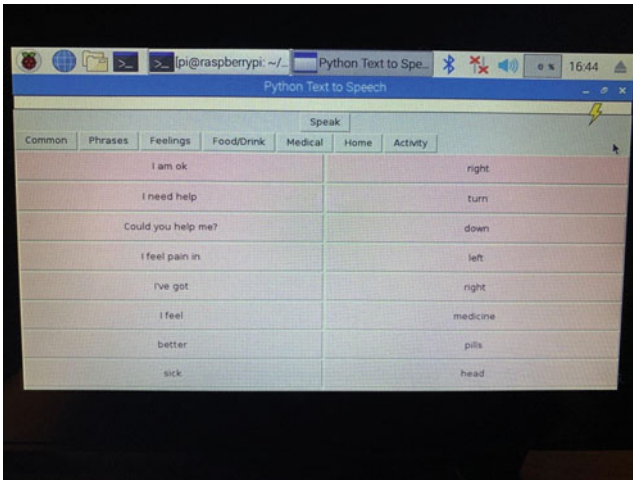 [pi@raspberrypi: ~/... Python Text to Spe... 0 % 16:44
Python Text to Speech
Speak
Common Phrases Feelings Food/Drink Medical Home Activity
I am ok right
I need help turn
Could you help me? down
I feel pain in left
I've got right
I feel medicine
better pills
sick head